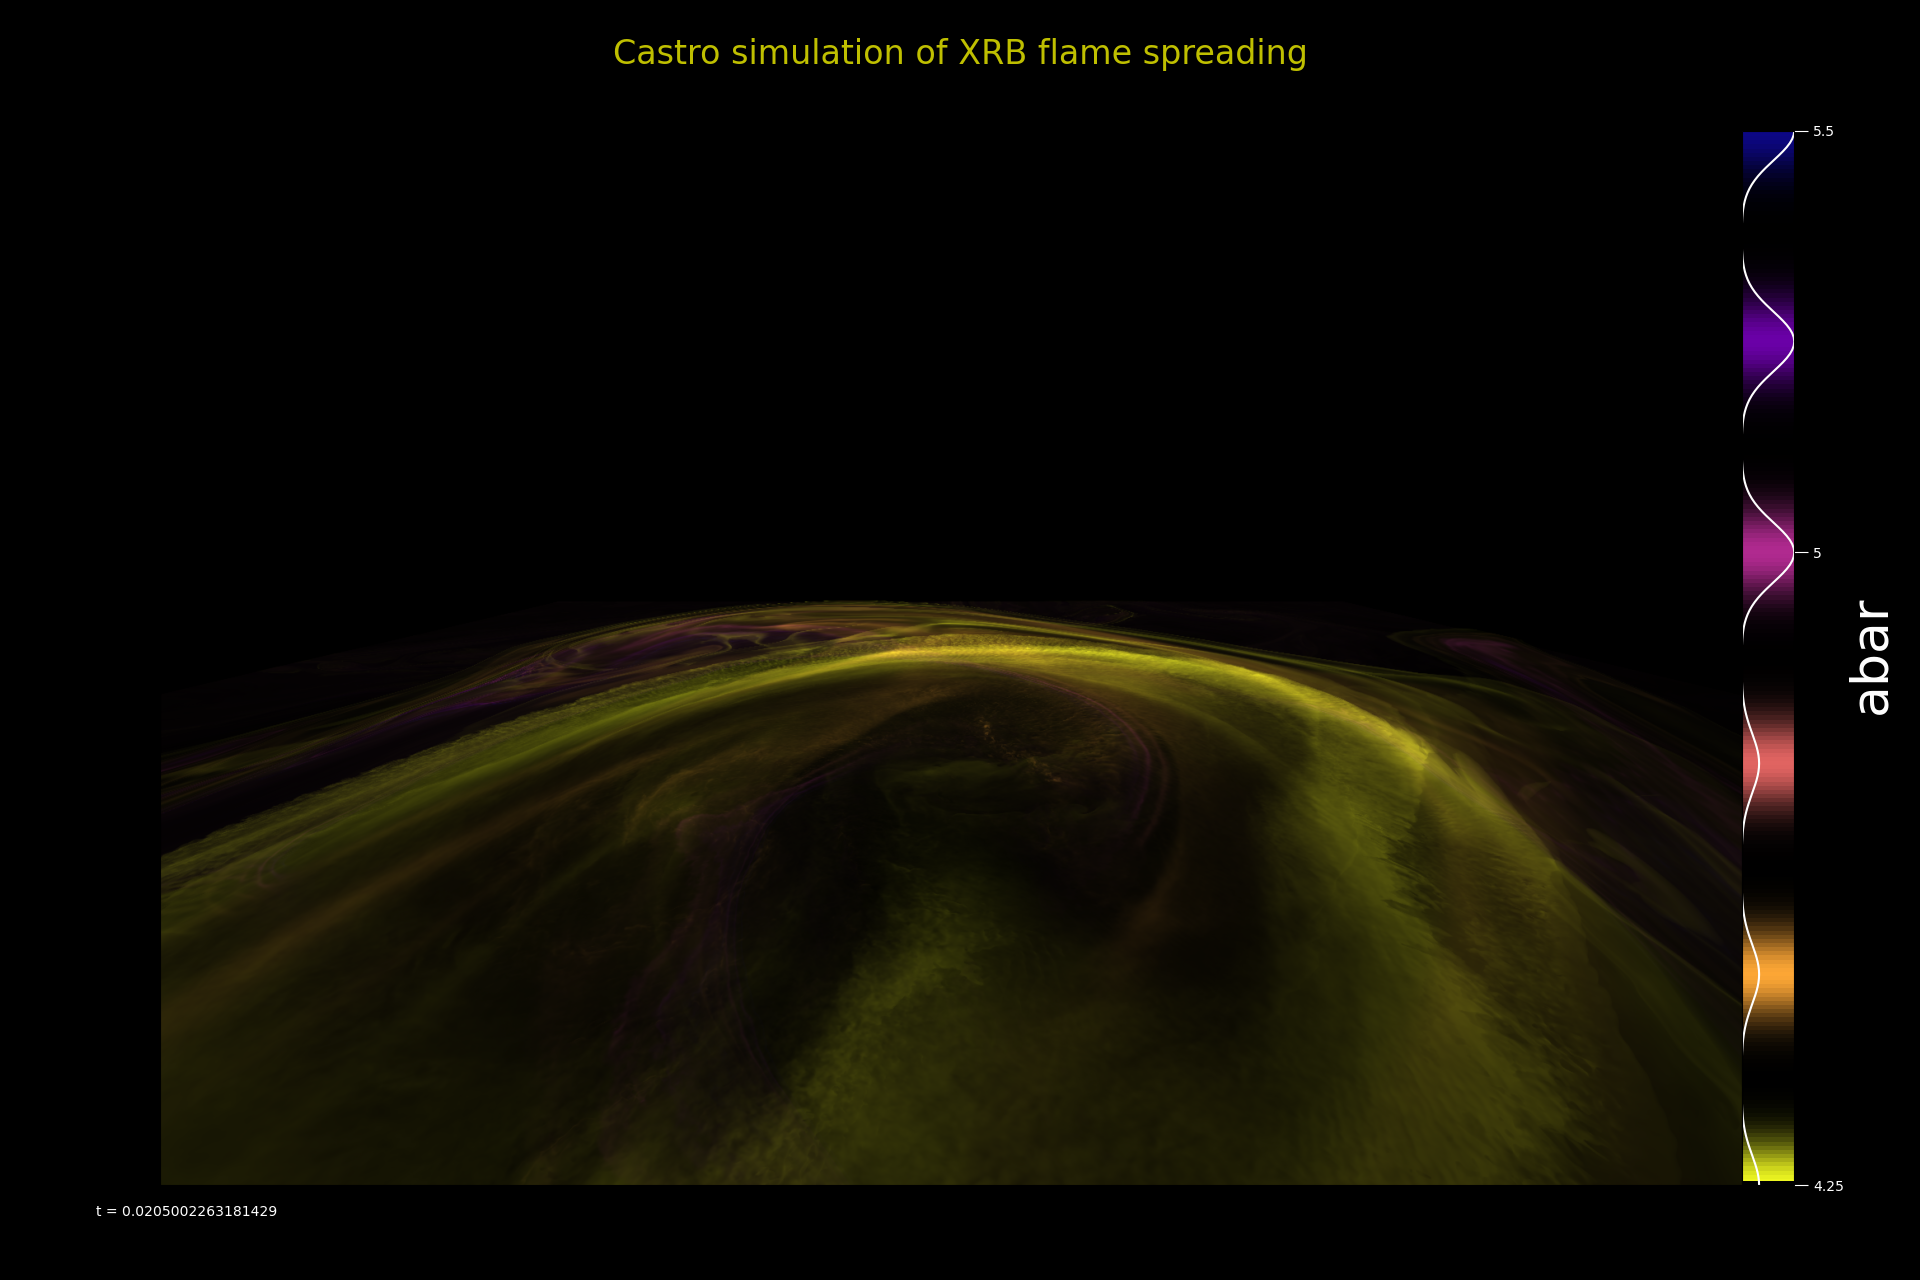 Castro simulation of XRB flame spreading
5.5
5
abar
4.25
t = 0.0205002263181429